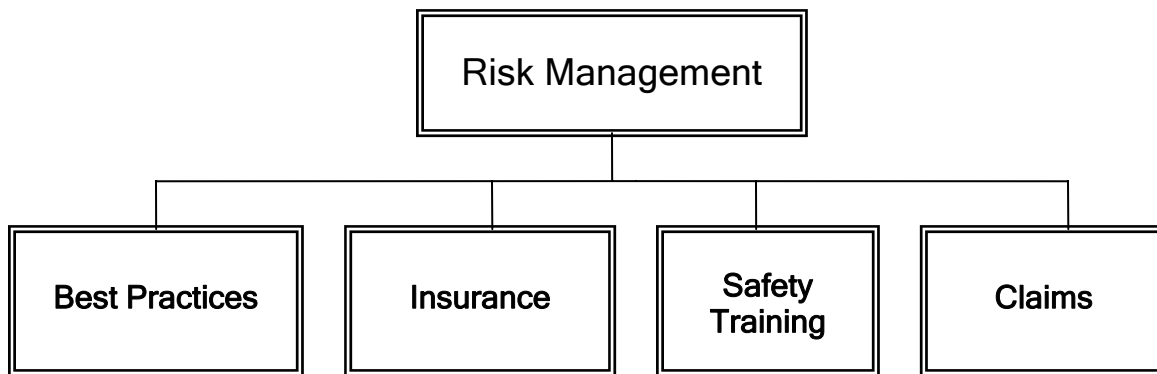 Risk Management
Best Practices
Insurance
Safety
Training
Claims